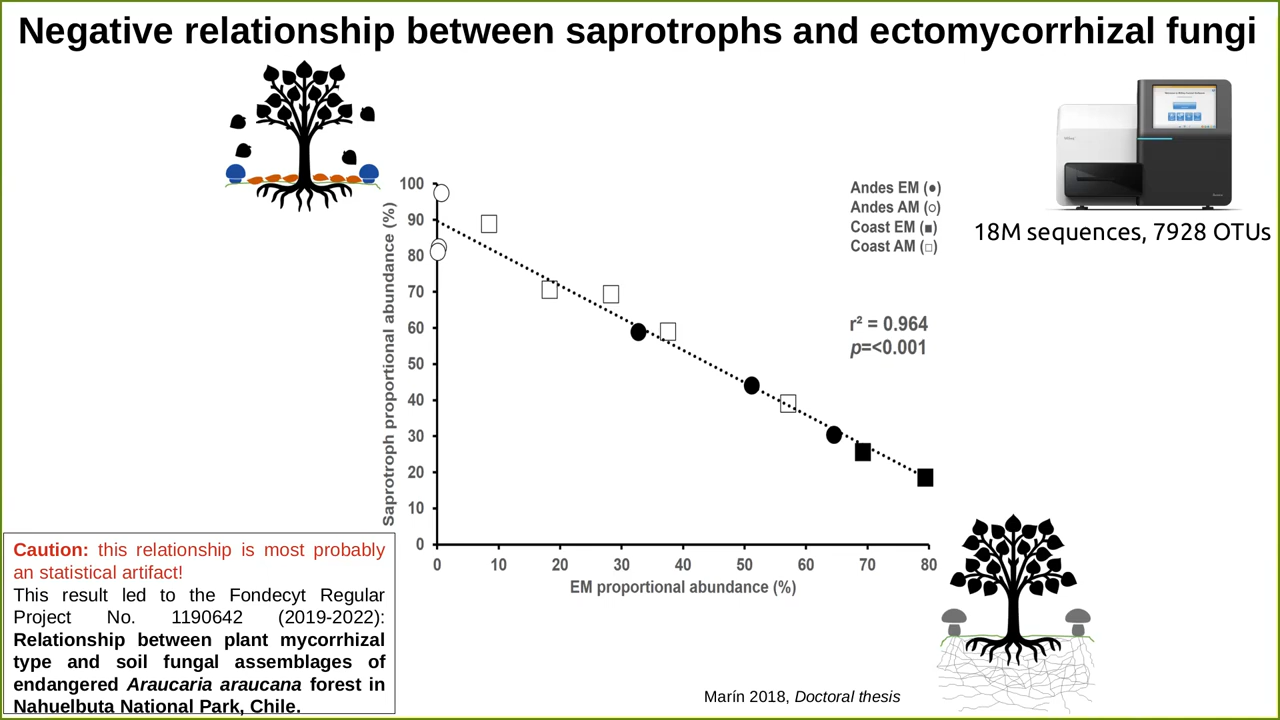 Negative relationship between saprotrophs and ectomycorrhizal fungi
18M sequences, 7928 OTUs
Andes EM (●)
Andes AM (○)
Coast EM (■)
Coast AM (□)
r² = 0.964
p=<0.001
Saprotroph proportional abundance (%)
100
90
80
70
60
50
40
30
20
10
0
0 10 20 30 40 50 60 70 80
EM proportional abundance (%)
Caution: this relationship is most probably
an statistical artifact!
This result led to the Fondecyt Regular
Project No. 1190642 (2019-2022):
Relationship between plant mycorrhizal
type and soil fungal assemblages of
endangered Araucaria araucana forest in
Nahuelbuta National Park, Chile.
Marín 2018, Doctoral thesis